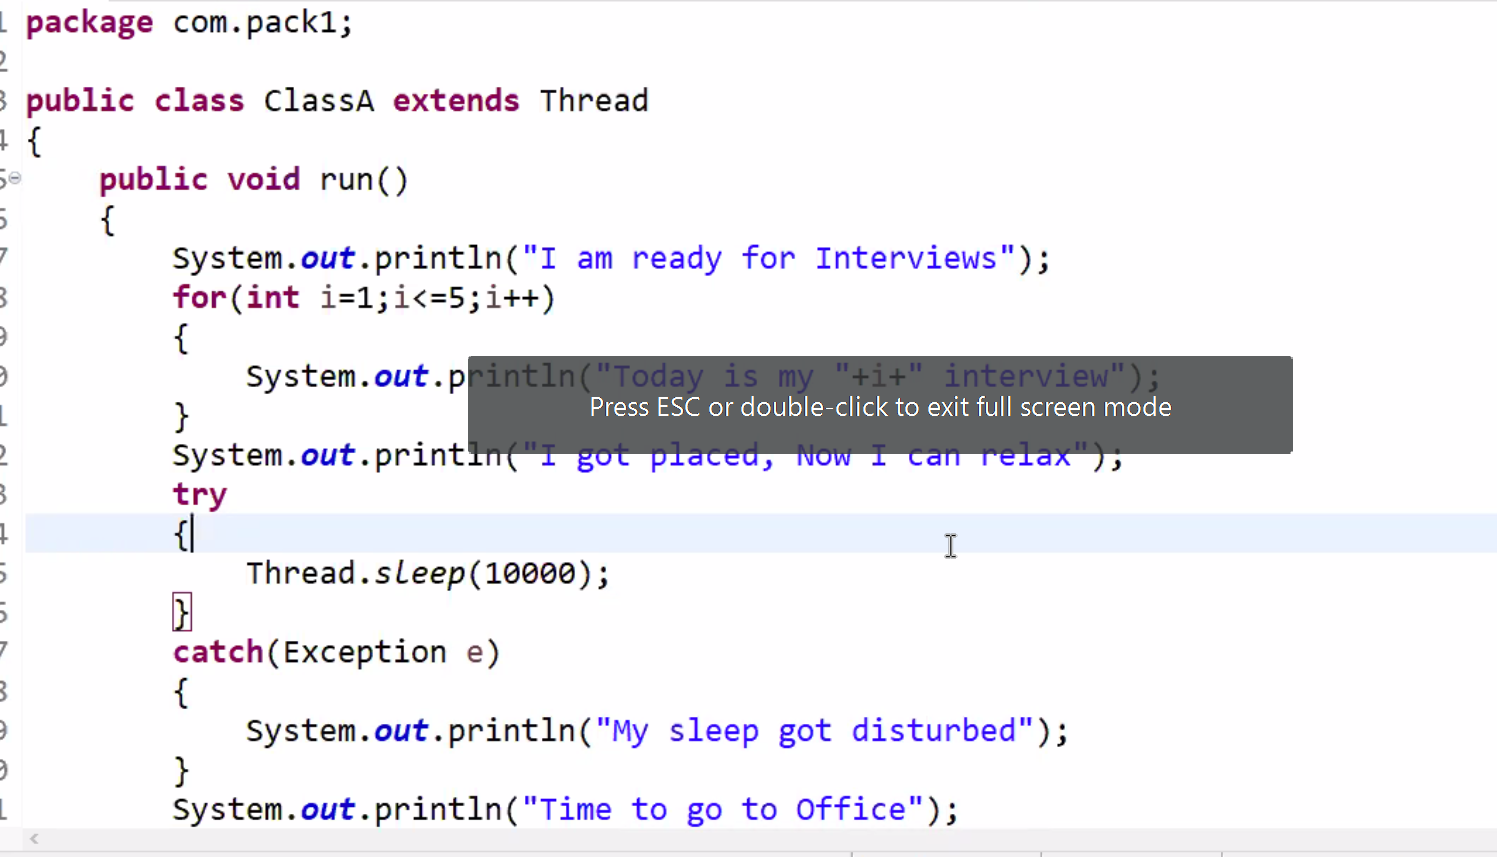 1 package com.pack1;
2
3 public class ClassA extends Thread
4 {
5 public void run()
6 {
7 System.out.println("I am ready for Interviews");
8 for(int i=1;i<=5;i++)
9 {
0 System.out.println("Today is my "+i+" interview");
Press ESC or double-click to exit full screen mode
1 }
2 System.out.println("I got placed, Now I can relax");
3 try
4 {
5 Thread.sleep(10000);
6 }
7 catch(Exception e)
8 {
9 System.out.println("My sleep got disturbed");
0 }
1 System.out.println("Time to go to Office");